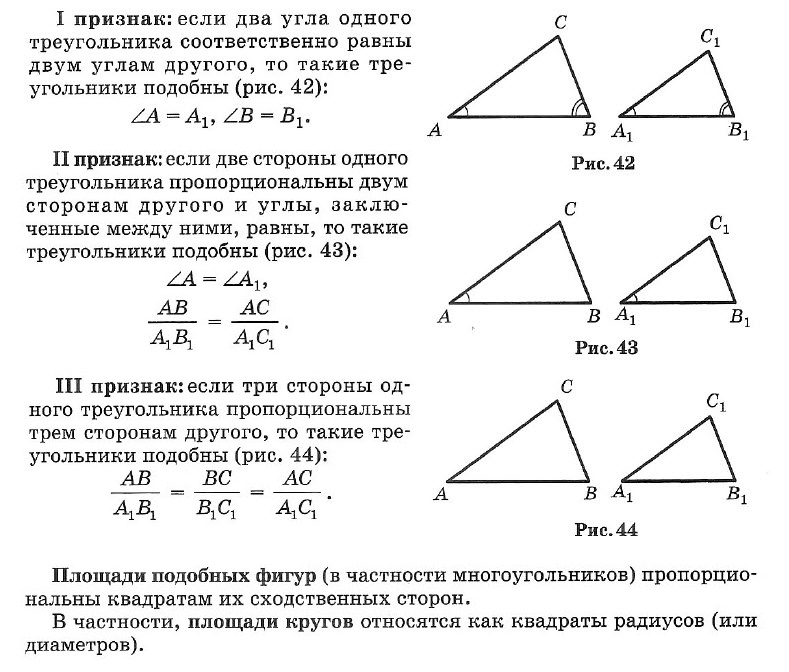 I признак: если два угла одного
треугольника соответственно равны
двум углам другого, то такие тре-
угольники подобны (рис. 42):
∠A = A₁, ∠B = B₁.
C
C₁
A
B
A₁
B₁
Рис. 42
II признак: если две стороны одного
треугольника пропорциональны двум
сторонам другого и углы, заклю-
ченные между ними, равны, то такие
треугольники подобны (рис. 43):
∠A = ∠A₁,
AB/A₁B₁ = AC/A₁C₁.
C
C₁
A
B
A₁
B₁
Рис. 43
III признак: если три стороны од-
ного треугольника пропорциональны
трем сторонам другого, то такие тре-
угольники подобны (рис. 44):
AB/A₁B₁ = BC/B₁C₁ = AC/A₁C₁.
C
C₁
A
B
A₁
B₁
Рис. 44
Площади подобных фигур (в частности многоугольников) пропорцио-
нальны квадратам их сходственных сторон.
В частности, площади кругов относятся как квадраты радиусов (или
диаметров).